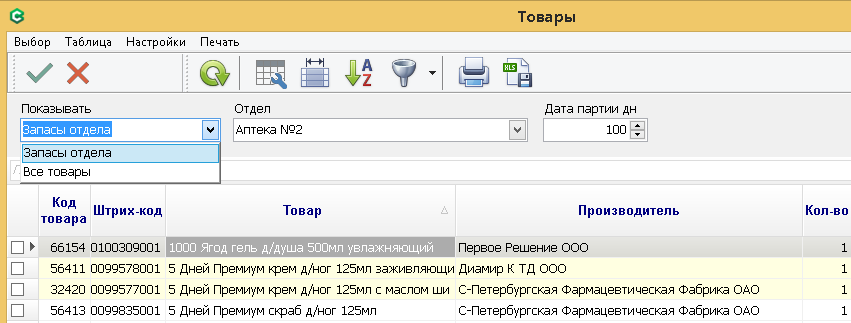 Товары
Выбор Таблица Настройки Печать
A
Z
XLS
Показывать Отдел Дата партии дн
Запасы отдела Аптека №2 100
Запасы отдела
Все товары
Код товара Штрих-код Товар Производитель Кол-во
66154 0100309001 1000 Ягод гель д/душа 500мл увлажняющий Первое Решение ООО 1
56411 0099578001 5 Дней Премиум крем д/ног 125мл заживляющи Диамир К ТД ООО 1
32420 0099577001 5 Дней Премиум крем д/ног 125мл с маслом ши С-Петербургская Фармацевтическая Фабрика ОАО 1
56413 0099835001 5 Дней Премиум скраб д/ног 125мл С-Петербургская Фармацевтическая Фабрика ОАО 1